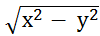 √(x² − y²)